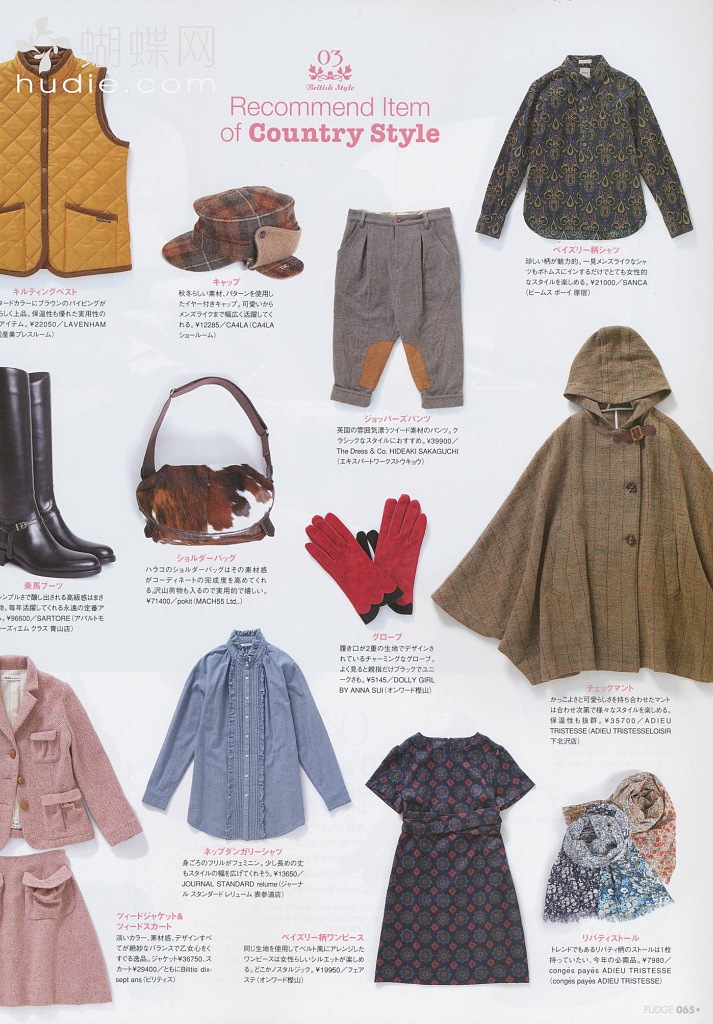 蝴蝶网
hudie.com
03
British Style
Recommend Item
of Country Style
キルティングベスト
タードカラーにブラウンのパイピングが
らしく上品。保温性も優れた実用性の
アイテム。¥22050／LAVENHAM
産業プレスルーム）
キャップ
秋冬らしい素材、パターンを使用し
たイヤー付きキャップ。可愛いから
メンズライクまで幅広く活躍してく
れる。¥12285／CA4LA（CA4LA
ショールーム）
ペイズリー柄シャツ
珍しい柄が魅力的。一見メンズライクなシャ
ツもボトムスにインするだけでとても女性的
なスタイルを楽しめる。¥21000／SANCA
（ビームス ボーイ 原宿）
ジョッパーズパンツ
英国の雰囲気漂うツイード素材のパンツ。ク
ラシックなスタイルにおすすめ。¥39900／
The Dress & Co. HIDEAKI SAKAGUCHI
（エキスパートワークストウキョウ）
乗馬ブーツ
シンプルさで醸し出される高級感はまさ
物。毎年活躍してくれる永遠の定番ア
ム。¥96600／SARTORE（アパルトモ
ーズィエム クラス 青山店）
ショルダーバッグ
ハラコのショルダーバッグはその素材感
がコーディネートの完成度を高めてくれ
る。沢山荷物も入るので実用的で嬉しい。
¥71400／pokit（MACH55 Ltd.）
グローブ
履き口が2重の生地でデザインさ
れているチャーミングなグローブ。
よく見ると親指だけブラックでユニ
ークさも。¥5145／DOLLY GIRL
BY ANNA SUI（オンワード樫山）
チェックマント
かっこよさと可愛らしさを持ち合わせたマント
は合わせ次第で様々なスタイルを楽しめる。
保温性も抜群。¥35700／ADIEU
TRISTESSE（ADIEU TRISTESSELOISIR
下北沢店）
ネップダンガリーシャツ
身ごろのフリルがフェミニン。少し長めの丈
もスタイルの幅を広げてくれそう。¥13650／
JOURNAL STANDARD relume（ジャーナ
ル スタンダード レリューム 表参道店）
ツィードジャケット&
ツィードスカート
淡いカラー、素材感、デザインすべ
てが絶妙なバランスで乙女心をく
すぐる逸品。ジャケット¥36750、ス
カート¥29400／ともにBilitis dix-
sept ans（ビリティス）
ペイズリー柄ワンピース
同じ生地を使用してベルト風にアレンジした
ワンピースは女性らしいシルエットが楽しめ
る。どこかノスタルジック。¥19950／フェア
ステ（オンワード樫山）
リバティストール
トレンドでもあるリバティ柄のストールは1枚
持っていたい、今年の必需品。¥7980／
congés payés ADIEU TRISTESSE
（congés payés ADIEU TRISTESSE）
FUDGE 065